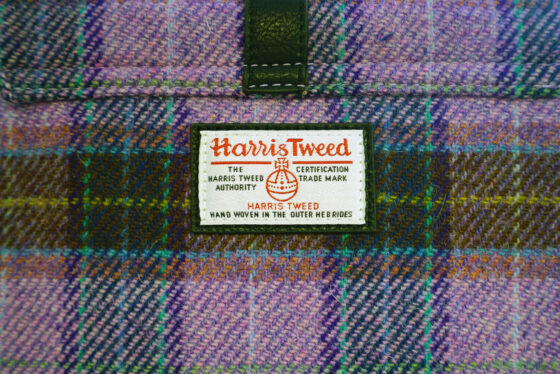 Harris Tweed
THE CERTIFICATION
HARRIS TWEED TRADE MARK
AUTHORITY
HARRIS TWEED
HAND WOVEN IN THE OUTER HEBRIDES